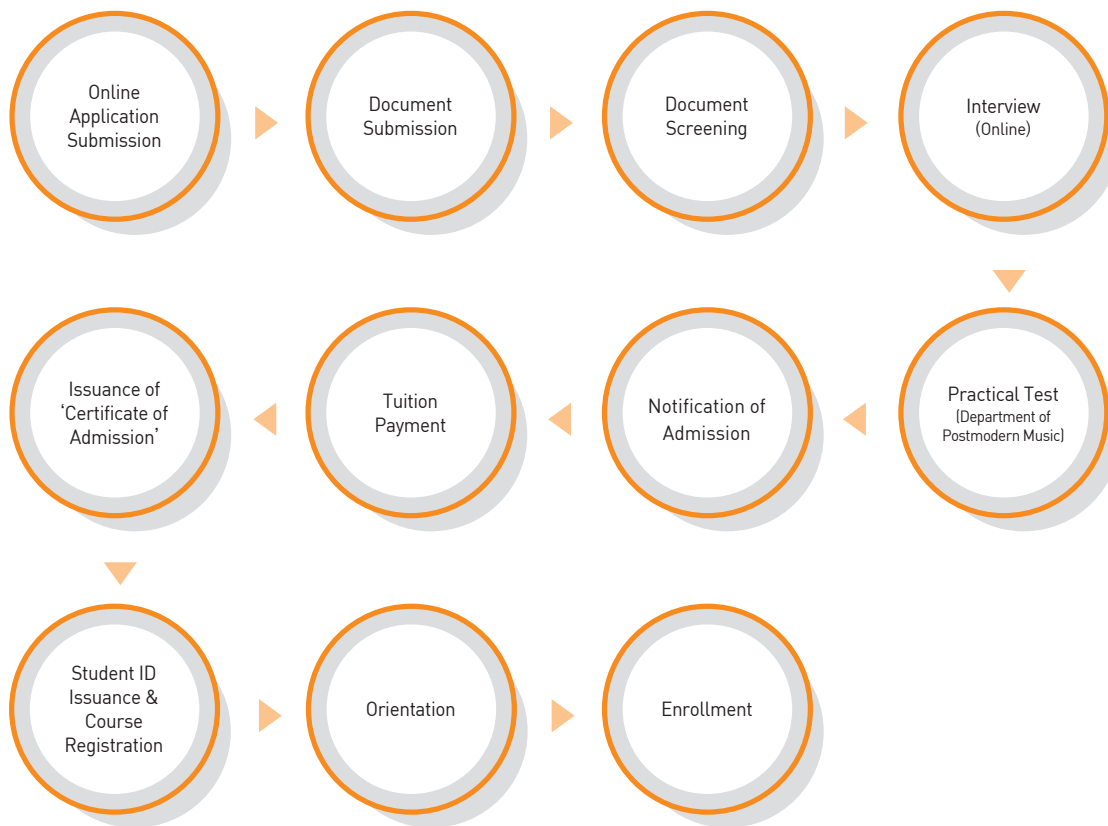 Online
Application
Submission
Document
Submission
Document
Screening
Interview
(Online)
Practical Test
(Department of
Postmodern Music)
Notification of
Admission
Tuition
Payment
Issuance of
‘Certificate of
Admission’
Student ID
Issuance &
Course
Registration
Orientation
Enrollment